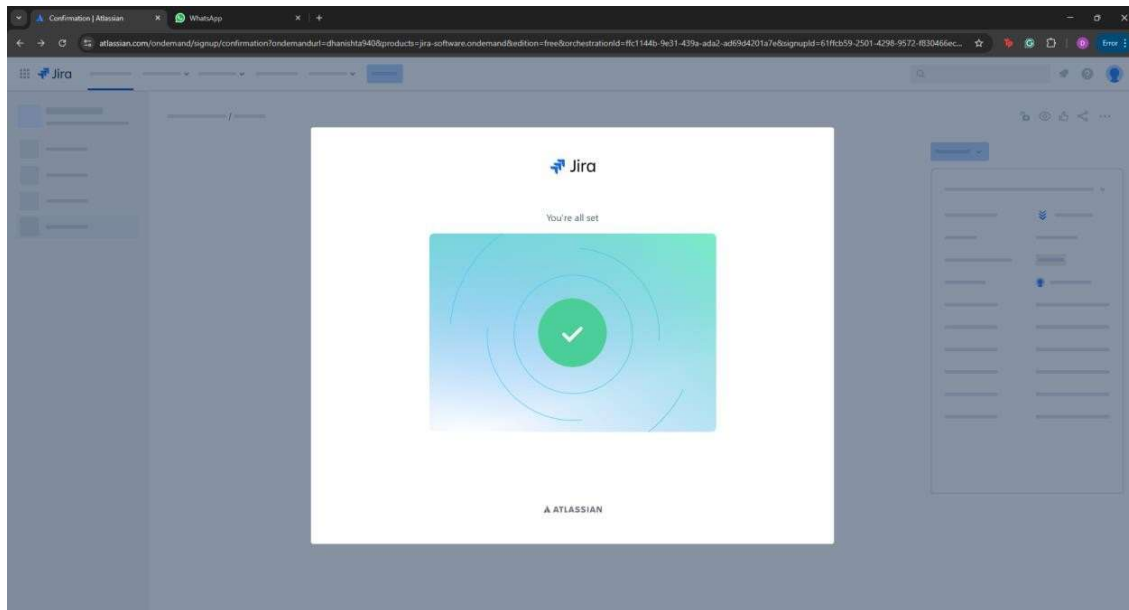 Confirmation | Atlassian
WhatsApp
atlassian.com/ondemand/signup/confirmation?ondemandurl=dhanishta940&products=jira-software.ondemand&edition=free&orchestrationId=ffc1144b-9e31-439a-ada2-ad69d4201a7e&signupId=61ffcb59-2501-4298-9572-f830466ec...
D
Error
Jira
Jira
You're all set
ATLASSIAN